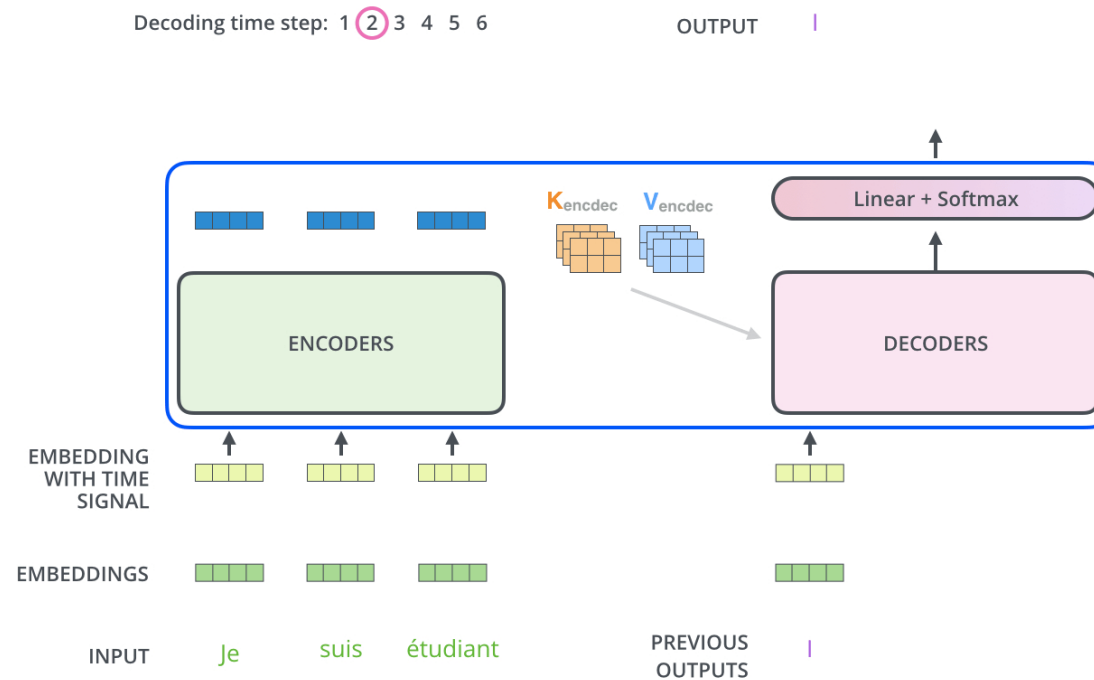 Decoding time step: 1 2 3 4 5 6
OUTPUT I
Kencdec Vencdec
Linear + Softmax
ENCODERS
DECODERS
EMBEDDING
WITH TIME
SIGNAL
EMBEDDINGS
INPUT Je suis étudiant
PREVIOUS
OUTPUTS I